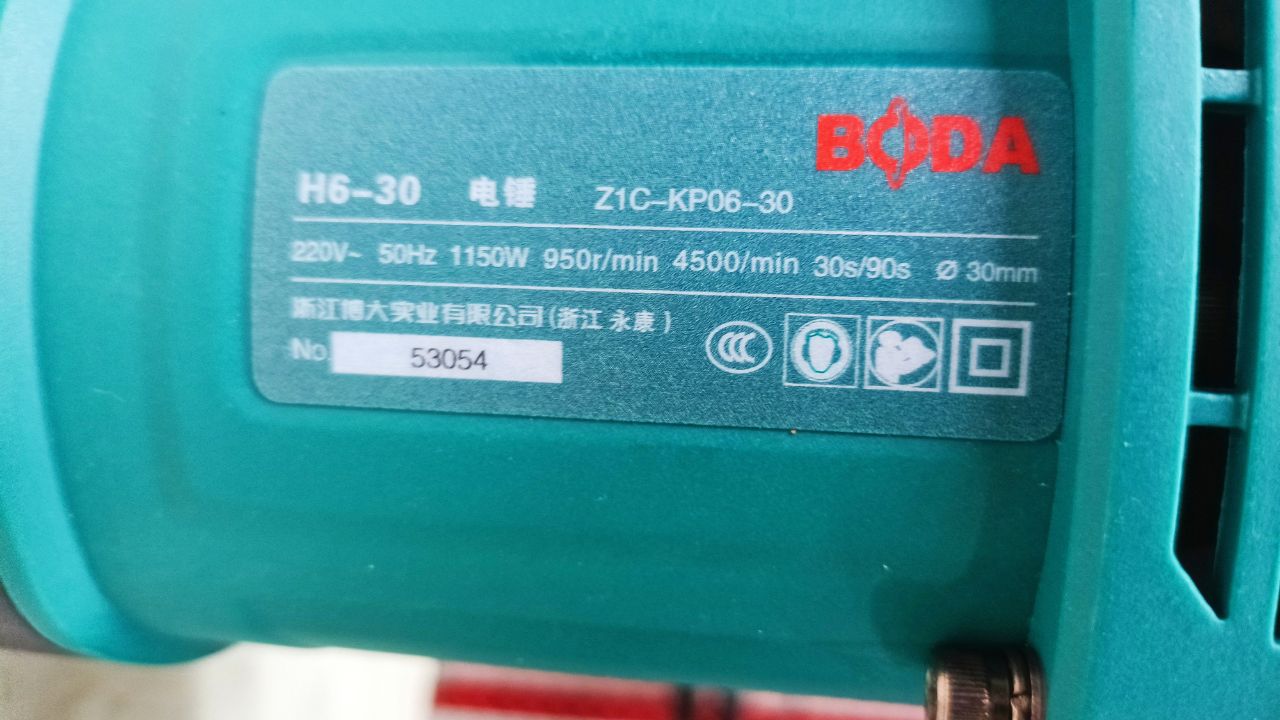 BODA
H6-30 电锤 Z1C-KP06-30
220V~ 50Hz 1150W 950r/min 4500/min 30s/90s Ø 30mm
浙江博大实业有限公司(浙江 永康)
No. 53054
CCC